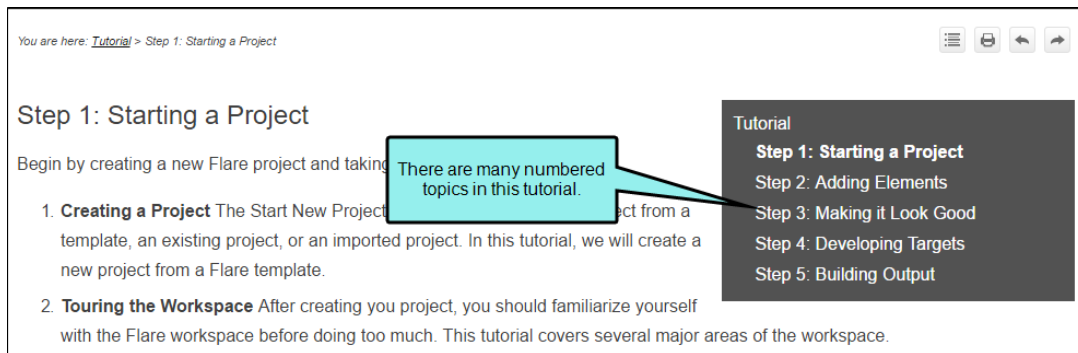 You are here: Tutorial > Step 1: Starting a Project
Step 1: Starting a Project
Begin by creating a new Flare project and taking
1. Creating a Project The Start New Project ect from a
template, an existing project, or an imported project. In this tutorial, we will create a
new project from a Flare template.
2. Touring the Workspace After creating you project, you should familiarize yourself
with the Flare workspace before doing too much. This tutorial covers several major areas of the workspace.
There are many numbered
topics in this tutorial.
Tutorial
Step 1: Starting a Project
Step 2: Adding Elements
Step 3: Making it Look Good
Step 4: Developing Targets
Step 5: Building Output